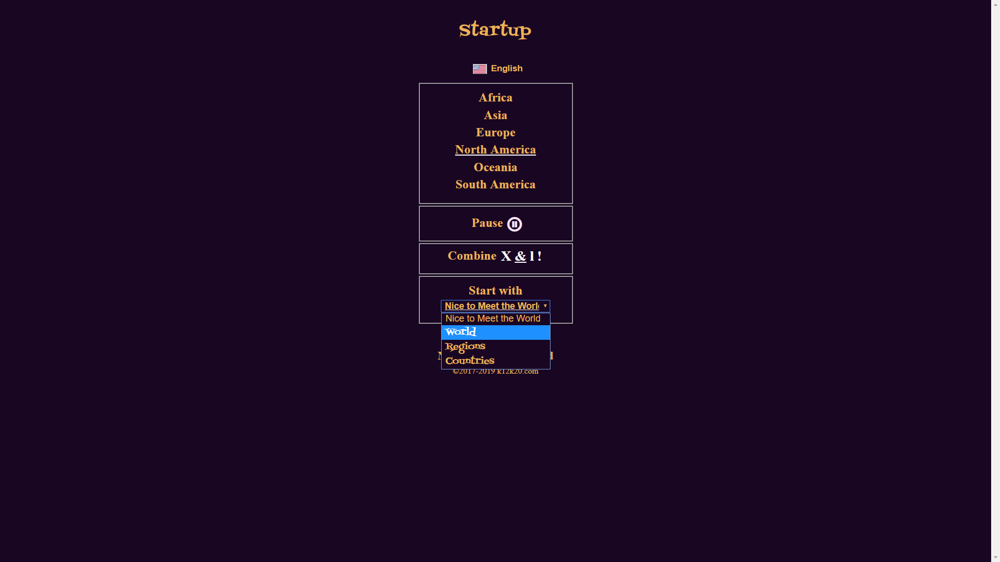 Startup
English
Africa
Asia
Europe
North America
Oceania
South America
Pause
Combine X & l !
Start with
Nice to Meet the Worl
Nice to Meet the World
World
Regions
Countries
©2017-2019 k12k20.com